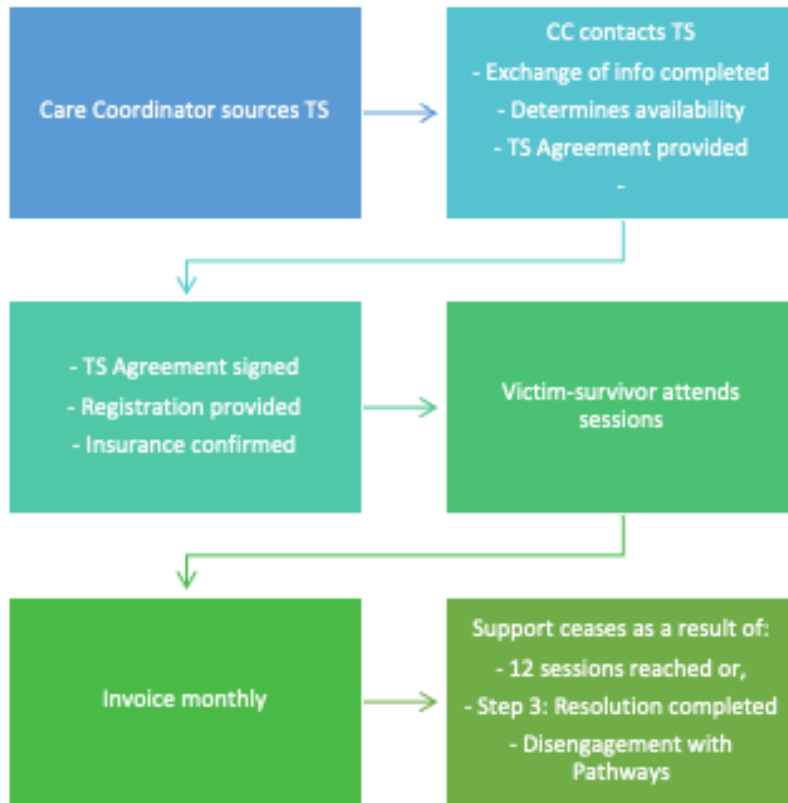 Care Coordinator sources TS
CC contacts TS
- Exchange of info completed
- Determines availability
- TS Agreement provided
-
- TS Agreement signed
- Registration provided
- Insurance confirmed
Victim-survivor attends
sessions
Invoice monthly
Support ceases as a result of:
- 12 sessions reached or,
- Step 3: Resolution completed
- Disengagement with
Pathways